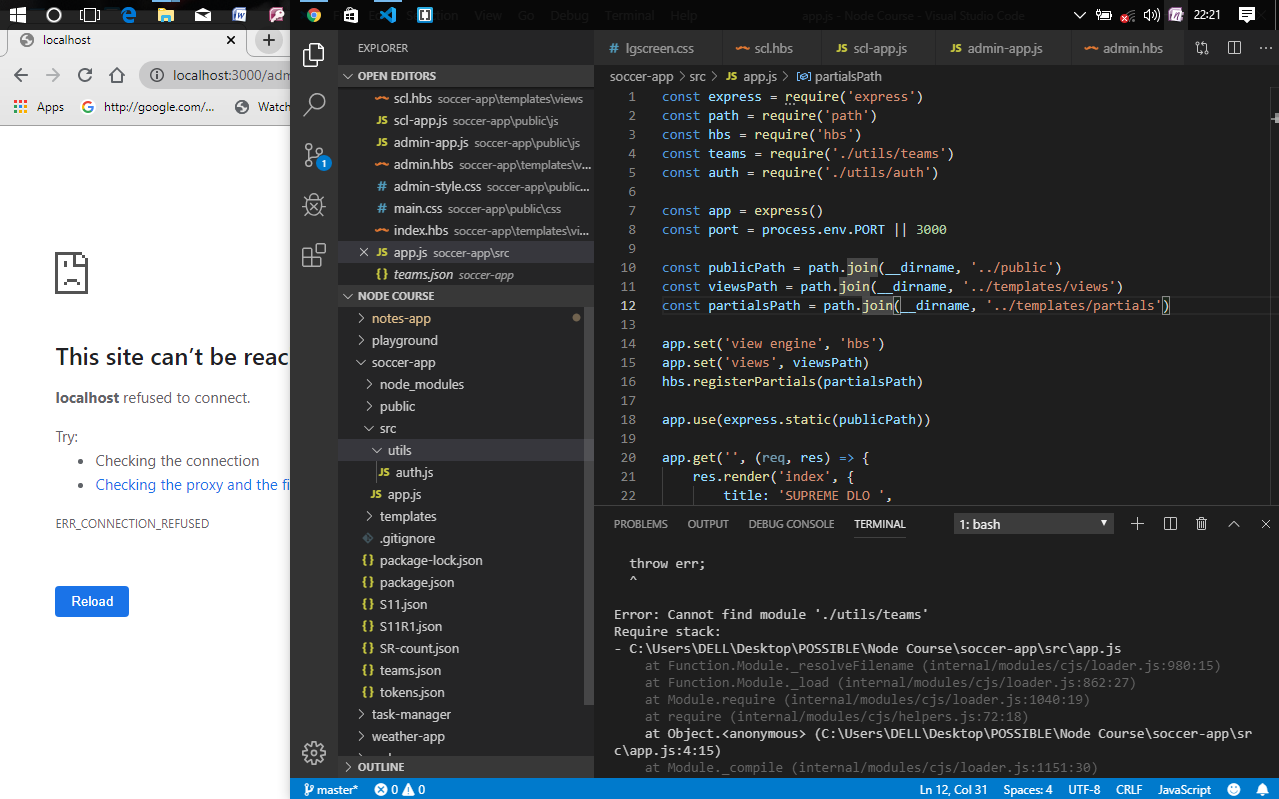 22:21
File Edit Selection View Go Debug Terminal Help
app.js - Node Course - Visual Studio Code
localhost
localhost:3000/adm
Apps
http://google.com/...
Watch
This site can’t be reac
localhost refused to connect.
Try:
Checking the connection
Checking the proxy and the fi
ERR_CONNECTION_REFUSED
Reload
EXPLORER
OPEN EDITORS
scl.hbs soccer-app\templates\views
JS scl-app.js soccer-app\public\js
JS admin-app.js soccer-app\public\js
admin.hbs soccer-app\templates\v...
# admin-style.css soccer-app\public...
# main.css soccer-app\public\css
index.hbs soccer-app\templates\vi...
JS app.js soccer-app\src
{} teams.json soccer-app
NODE COURSE
notes-app
playground
soccer-app
node_modules
public
src
utils
JS auth.js
JS app.js
templates
.gitignore
{} package-lock.json
{} package.json
{} S11.json
{} S11R1.json
{} SR-count.json
{} teams.json
{} tokens.json
task-manager
weather-app
OUTLINE
1
# lgscreen.css
scl.hbs
JS scl-app.js
JS admin-app.js
admin.hbs
soccer-app > src > JS app.js > partialsPath
1 const express = require('express')
2 const path = require('path')
3 const hbs = require('hbs')
4 const teams = require('./utils/teams')
5 const auth = require('./utils/auth')
6
7 const app = express()
8 const port = process.env.PORT || 3000
9
10 const publicPath = path.join(__dirname, '../public')
11 const viewsPath = path.join(__dirname, '../templates/views')
12 const partialsPath = path.join(__dirname, '../templates/partials')
13
14 app.set('view engine', 'hbs')
15 app.set('views', viewsPath)
16 hbs.registerPartials(partialsPath)
17
18 app.use(express.static(publicPath))
19
20 app.get('', (req, res) => {
21 res.render('index', {
22 title: 'SUPREME DLO ',
PROBLEMS OUTPUT DEBUG CONSOLE TERMINAL
1: bash
throw err;
^
Error: Cannot find module './utils/teams'
Require stack:
- C:\Users\DELL\Desktop\POSSIBLE\Node Course\soccer-app\src\app.js
at Function.Module._resolveFilename (internal/modules/cjs/loader.js:980:15)
at Function.Module._load (internal/modules/cjs/loader.js:862:27)
at Module.require (internal/modules/cjs/loader.js:1040:19)
at require (internal/modules/cjs/helpers.js:72:18)
at Object.<anonymous> (C:\Users\DELL\Desktop\POSSIBLE\Node Course\soccer-app\sr
c\app.js:4:15)
at Module._compile (internal/modules/cjs/loader.js:1151:30)
master*
0
0
Ln 12, Col 31
Spaces: 4
UTF-8
CRLF
JavaScript